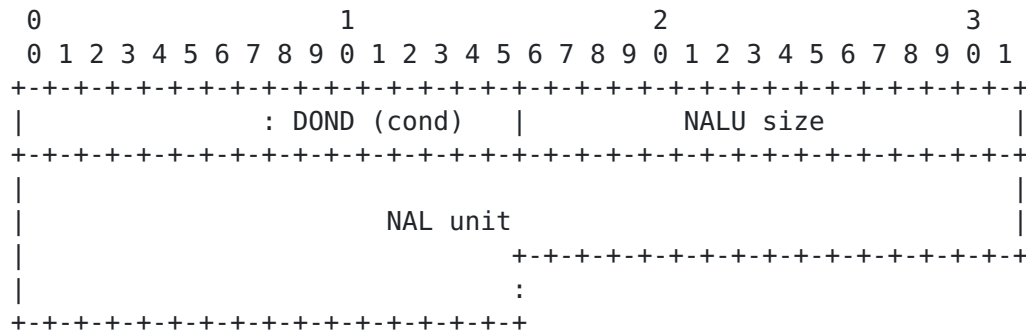 0                   1                   2                   3
 0 1 2 3 4 5 6 7 8 9 0 1 2 3 4 5 6 7 8 9 0 1 2 3 4 5 6 7 8 9 0 1
+-+-+-+-+-+-+-+-+-+-+-+-+-+-+-+-+-+-+-+-+-+-+-+-+-+-+-+-+-+-+-+-+
|               : DOND (cond)   |          NALU size            |
+-+-+-+-+-+-+-+-+-+-+-+-+-+-+-+-+-+-+-+-+-+-+-+-+-+-+-+-+-+-+-+-+
|                                                               |
|                       NAL unit                                |
|                               +-+-+-+-+-+-+-+-+-+-+-+-+-+-+-+-+
|                               :
+-+-+-+-+-+-+-+-+-+-+-+-+-+-+-+-+